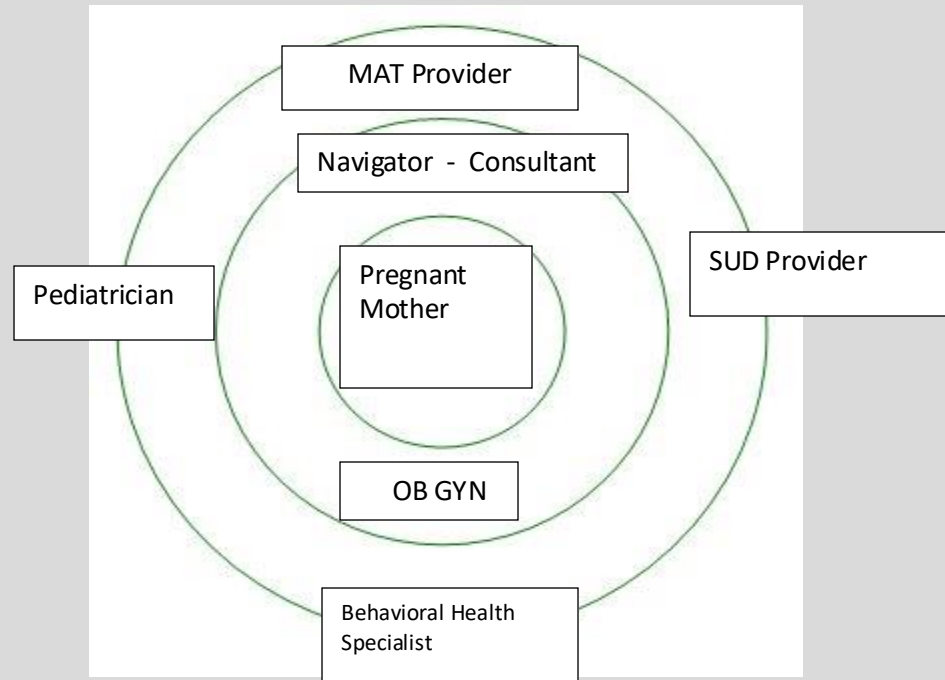 MAT Provider
Navigator - Consultant
SUD Provider
Pediatrician
Pregnant
Mother
OB GYN
Behavioral Health
Specialist